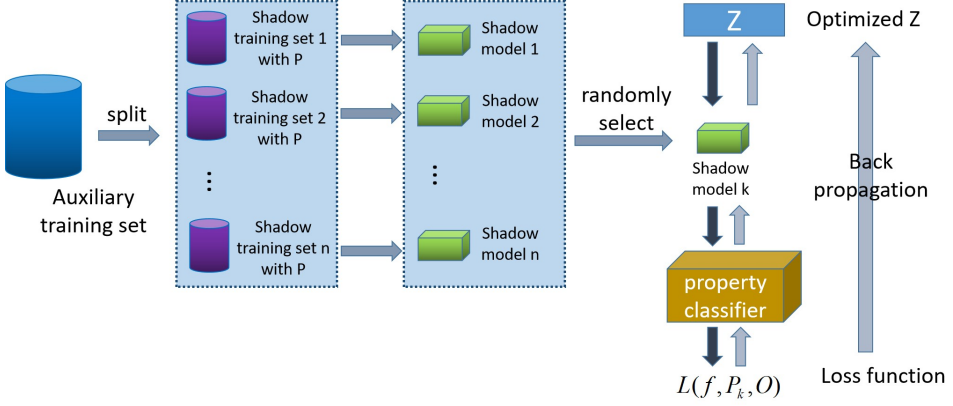 Auxiliary
training set
split
Shadow
training set 1
with P
Shadow
training set 2
with P
⋮
Shadow
training set n
with P
Shadow
model 1
Shadow
model 2
⋮
Shadow
model n
randomly
select
Z
Shadow
model k
property
classifier
L(f, P_k, O)
Optimized Z
Back
propagation
Loss function